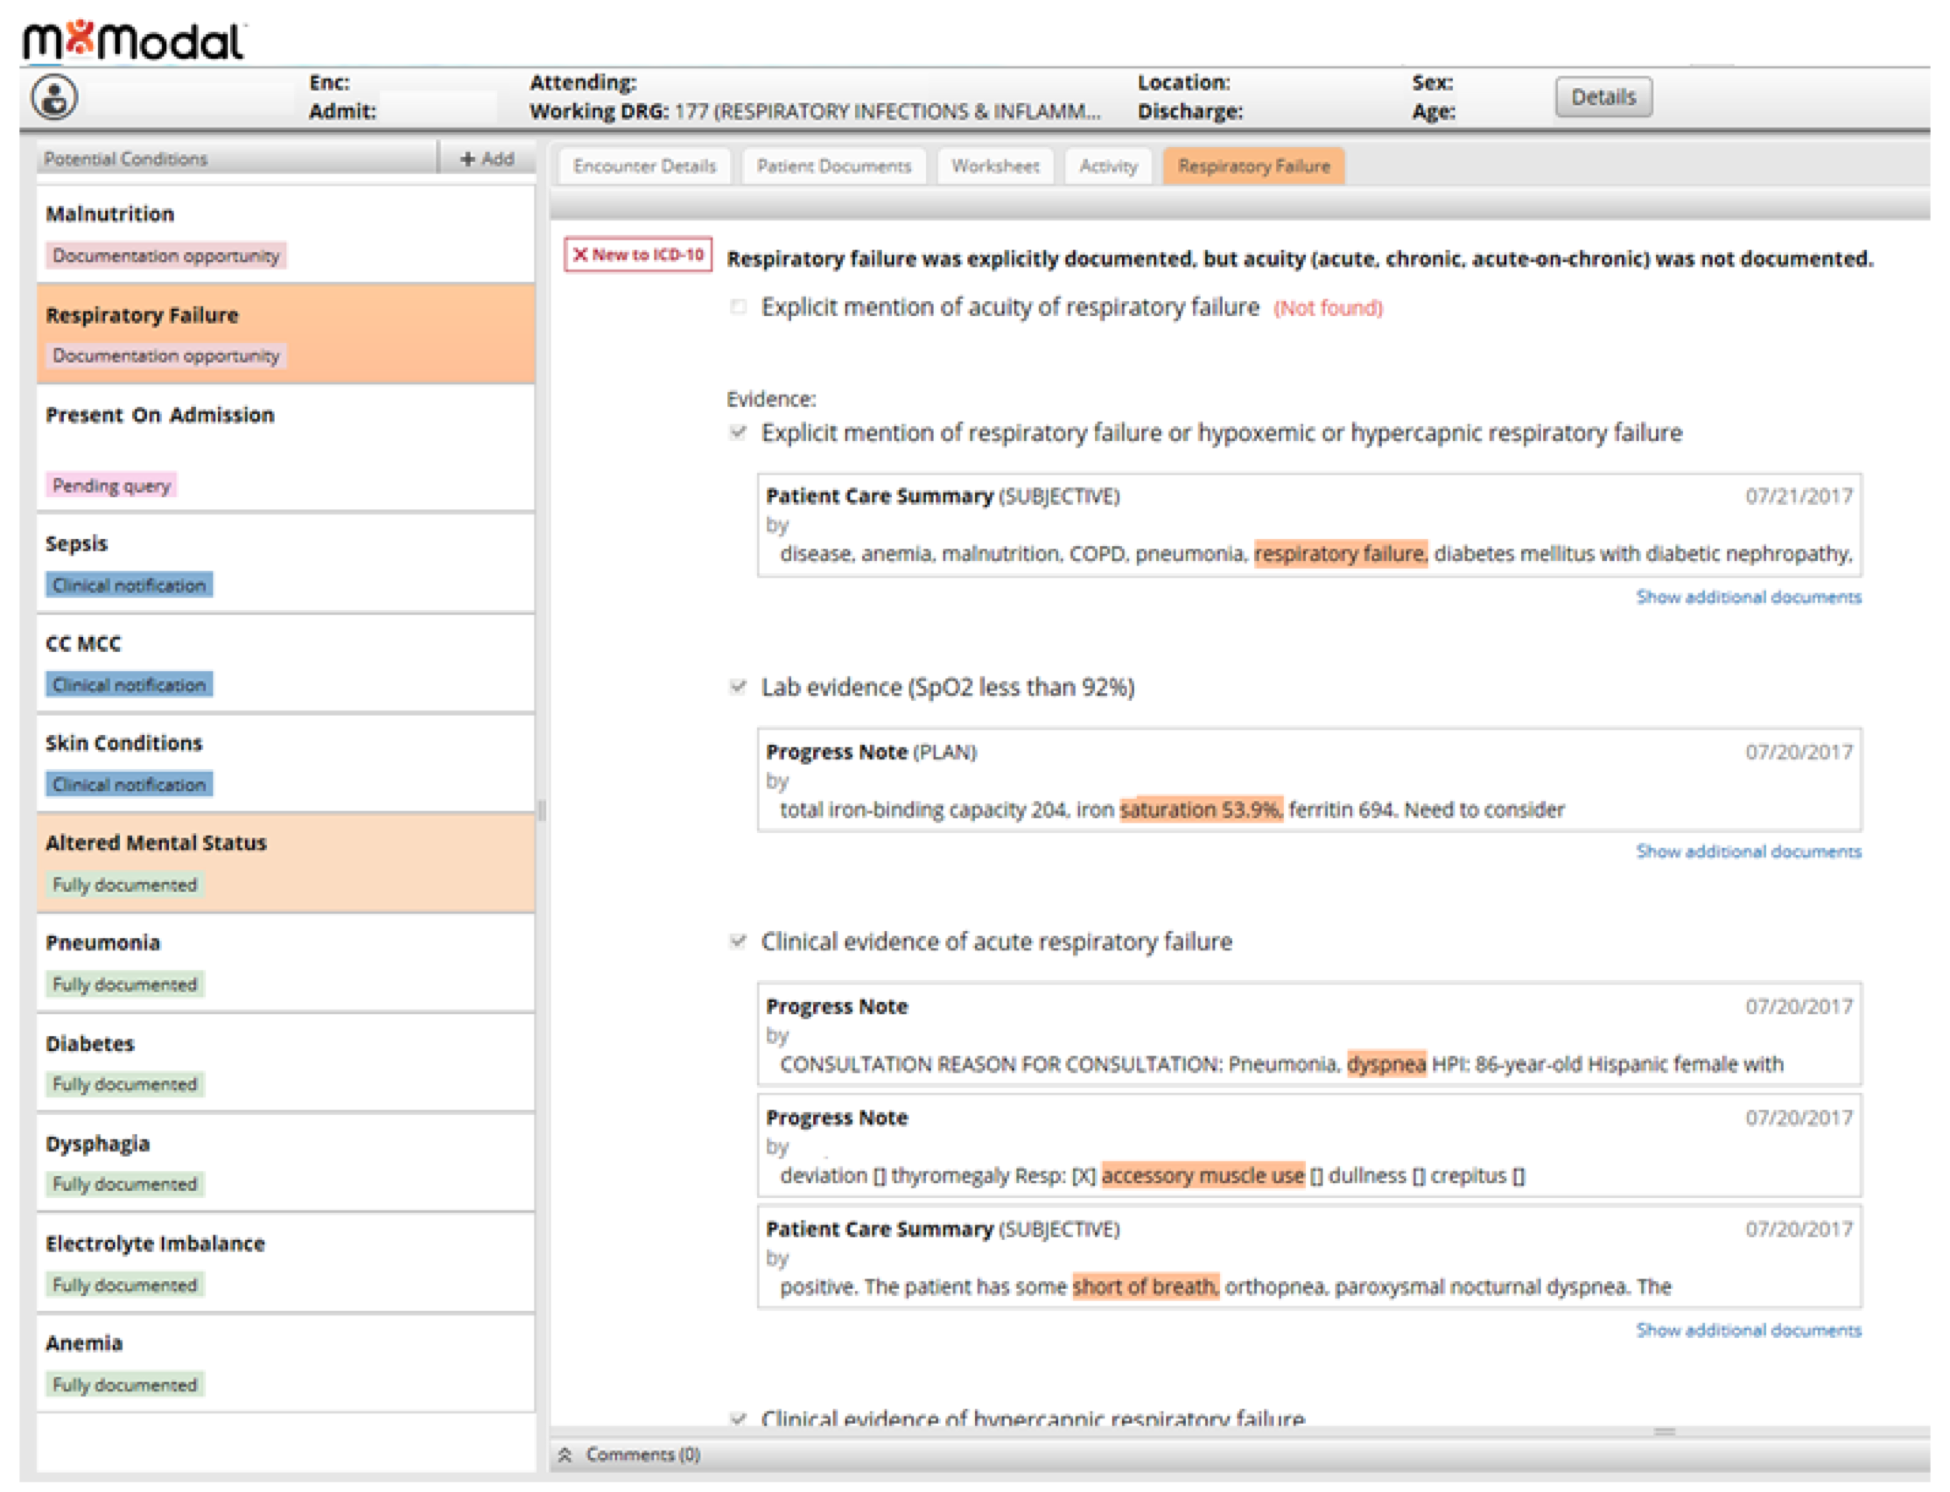 M*Modal
Enc:
Admit:
Attending:
Working DRG: 177 (RESPIRATORY INFECTIONS & INFLAMM...
Location:
Discharge:
Sex:
Age:
Details
Potential Conditions
+ Add
Malnutrition
Documentation opportunity
Respiratory Failure
Documentation opportunity
Present On Admission
Pending query
Sepsis
Clinical notification
CC MCC
Clinical notification
Skin Conditions
Clinical notification
Altered Mental Status
Fully documented
Pneumonia
Fully documented
Diabetes
Fully documented
Dysphagia
Fully documented
Electrolyte Imbalance
Fully documented
Anemia
Fully documented
Encounter Details
Patient Documents
Worksheet
Activity
Respiratory Failure
X New to ICD-10
Respiratory failure was explicitly documented, but acuity (acute, chronic, acute-on-chronic) was not documented.
Explicit mention of acuity of respiratory failure (Not found)
Evidence:
Explicit mention of respiratory failure or hypoxemic or hypercapnic respiratory failure
Patient Care Summary (SUBJECTIVE) 07/21/2017
by
disease, anemia, malnutrition, COPD, pneumonia, respiratory failure, diabetes mellitus with diabetic nephropathy,
Show additional documents
Lab evidence (SpO2 less than 92%)
Progress Note (PLAN) 07/20/2017
by
total iron-binding capacity 204, iron saturation 53.9%, ferritin 694. Need to consider
Show additional documents
Clinical evidence of acute respiratory failure
Progress Note 07/20/2017
by
CONSULTATION REASON FOR CONSULTATION: Pneumonia, dyspnea HPI: 86-year-old Hispanic female with
Progress Note 07/20/2017
by
deviation [] thyromegaly Resp: [X] accessory muscle use [] dullness [] crepitus []
Patient Care Summary (SUBJECTIVE) 07/20/2017
by
positive. The patient has some short of breath, orthopnea, paroxysmal nocturnal dyspnea. The
Show additional documents
Clinical evidence of hypercapnic respiratory failure
Comments (0)